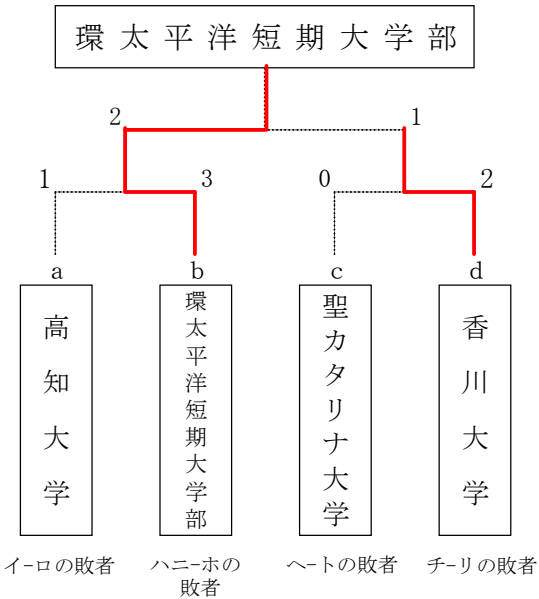 環太平洋短期大学部
2
1
1
3
0
2
a
b
c
d
高知大学
環太平洋短期大学部
聖カタリナ大学
香川大学
イ-ロの敗者
ハニ-ホの
敗者
ヘ-トの敗者
チ-リの敗者